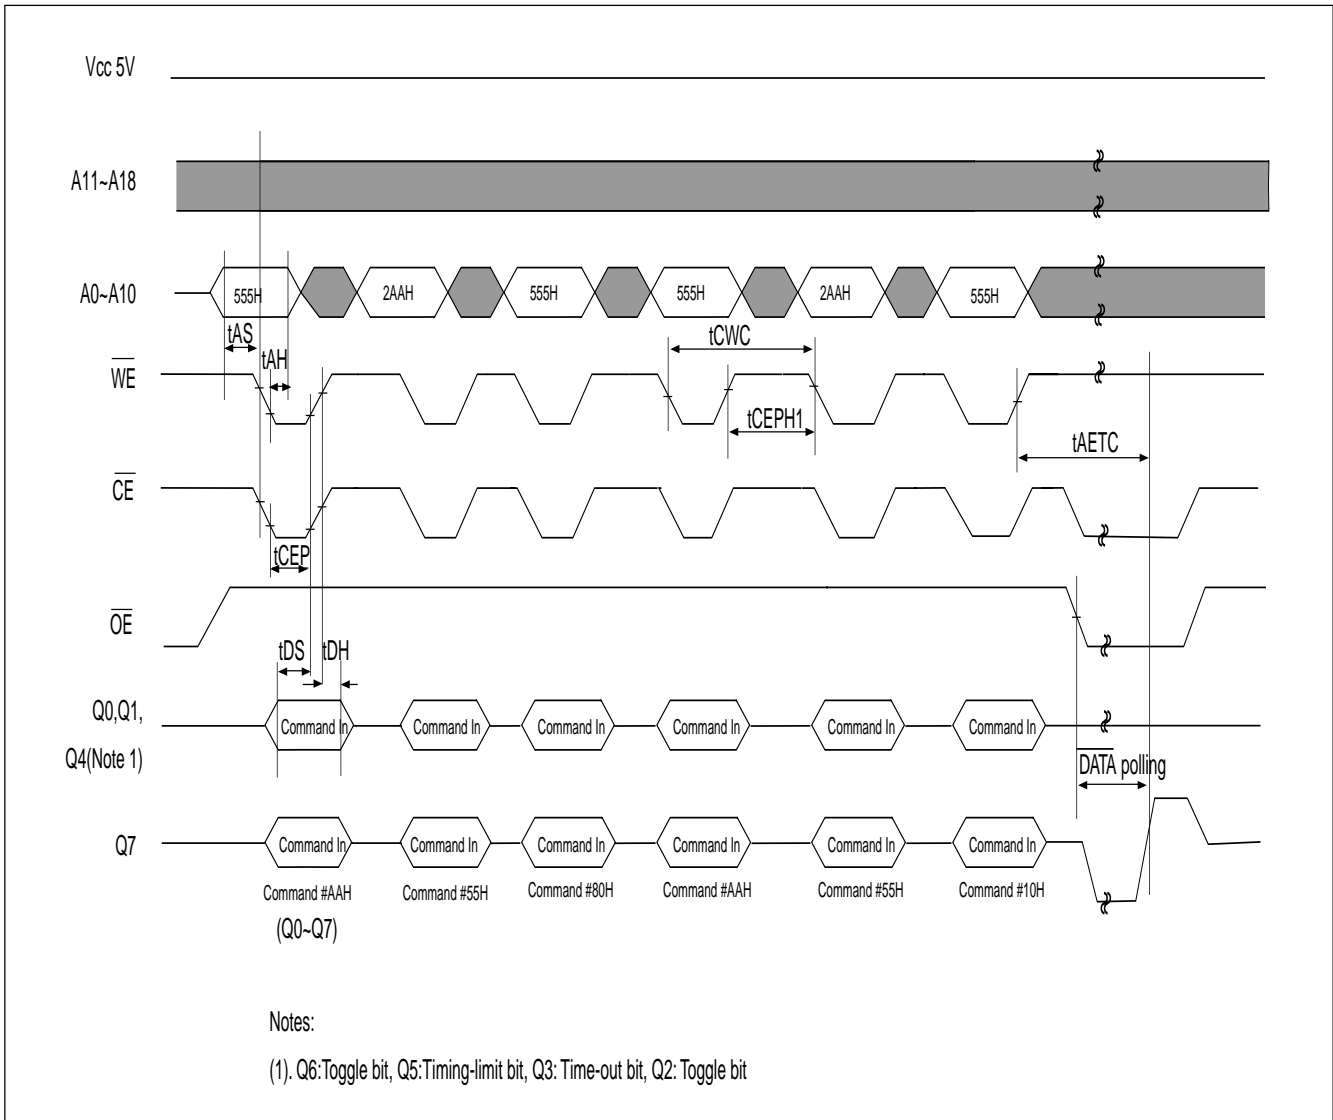 Vcc 5V
A11~A18
A0~A10
555H
2AAH
555H
555H
2AAH
555H
tAS
tAH
tCWC
WE
tCEPH1
tAETC
CE
tCEP
OE
tDS
tDH
Q0,Q1,
Q4(Note 1)
Command In
Command In
Command In
Command In
Command In
Command In
DATA polling
Q7
Command In
Command In
Command In
Command In
Command In
Command In
Command #AAH
Command #55H
Command #80H
Command #AAH
Command #55H
Command #10H
(Q0~Q7)
Notes:
(1). Q6:Toggle bit, Q5:Timing-limit bit, Q3: Time-out bit, Q2: Toggle bit